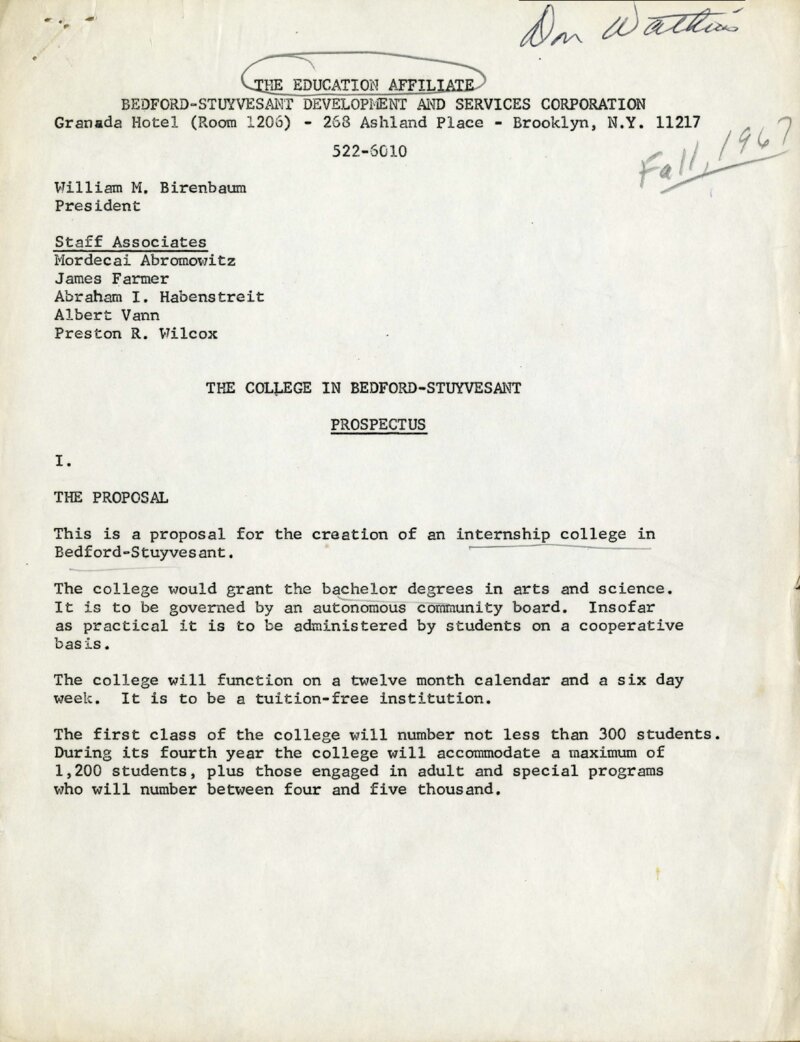 Don Watkins
THE EDUCATION AFFILIATE
BEDFORD-STUYVESANT DEVELOPMENT AND SERVICES CORPORATION
Granada Hotel (Room 1206) - 268 Ashland Place - Brooklyn, N.Y. 11217
522-6010
Fall, 1967
William M. Birenbaum
President
Staff Associates
Mordecai Abromowitz
James Farmer
Abraham I. Habenstreit
Albert Vann
Preston R. Wilcox
THE COLLEGE IN BEDFORD-STUYVESANT
PROSPECTUS
I.
THE PROPOSAL
This is a proposal for the creation of an internship college in
Bedford-Stuyvesant.
The college would grant the bachelor degrees in arts and science.
It is to be governed by an autonomous community board. Insofar
as practical it is to be administered by students on a cooperative
basis.
The college will function on a twelve month calendar and a six day
week. It is to be a tuition-free institution.
The first class of the college will number not less than 300 students.
During its fourth year the college will accommodate a maximum of
1,200 students, plus those engaged in adult and special programs
who will number between four and five thousand.